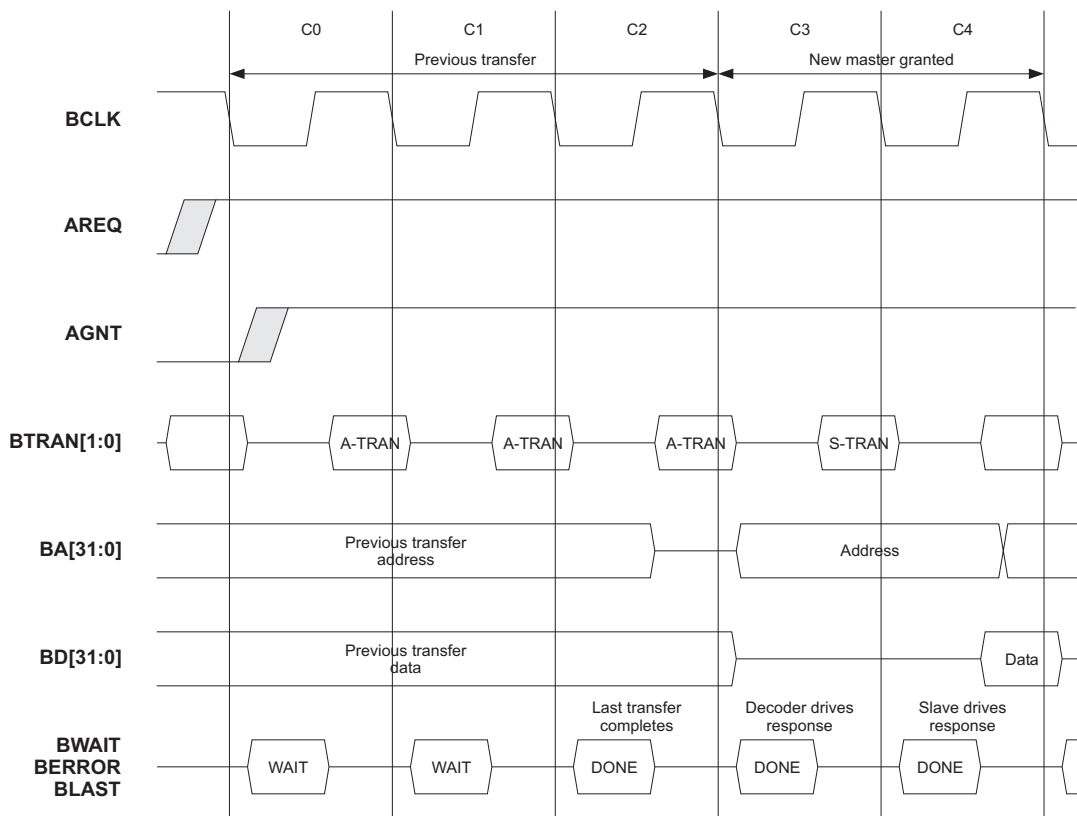 C0
C1
C2
C3
C4
Previous transfer
New master granted
BCLK
AREQ
AGNT
BTRAN[1:0]
A-TRAN
A-TRAN
A-TRAN
S-TRAN
BA[31:0]
Previous transfer
address
Address
BD[31:0]
Previous transfer
data
Data
Last transfer
completes
Decoder drives
response
Slave drives
response
BWAIT
BERROR
BLAST
WAIT
WAIT
DONE
DONE
DONE